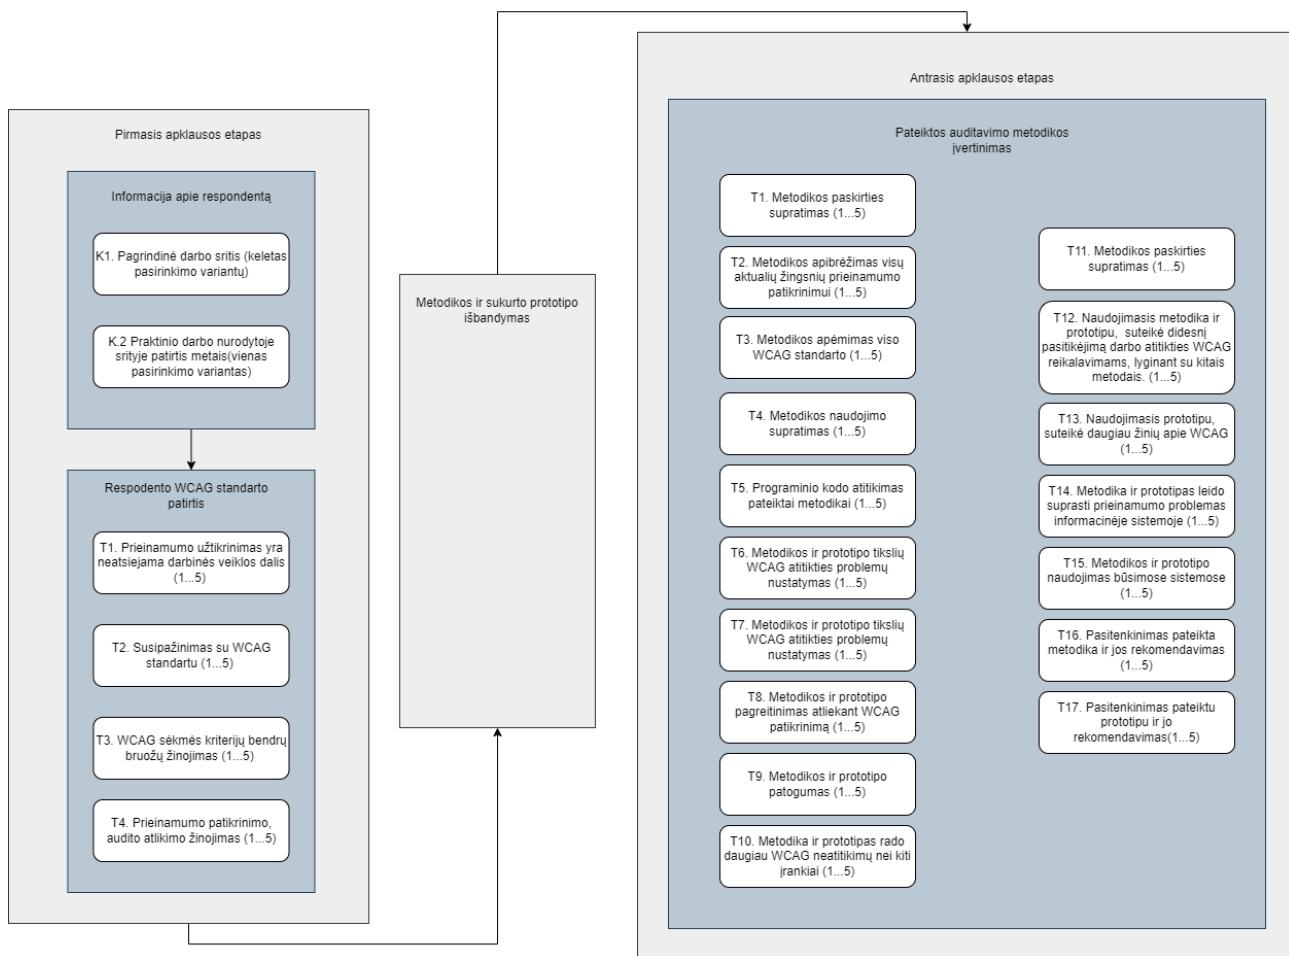 Pirmasis apklausos etapas
Informacija apie respondentą
K1. Pagrindinė darbo sritis (keletas
pasirinkimo variantų)
K.2 Praktinio darbo nurodytoje
srityje patirtis metais(vienas
pasirinkimo variantas)
Respodento WCAG standarto
patirtis
T1. Prieinamumo užtikrinimas yra
neatsiejama darbinės veiklos dalis
(1...5)
T2. Susipažinimas su WCAG
standartu (1...5)
T3. WCAG sėkmės kriterijų bendrų
bruožų žinojimas (1...5)
T4. Prieinamumo patikrinimo,
audito atlikimo žinojimas (1...5)
Metodikos ir sukurto prototipo
išbandymas
Antrasis apklausos etapas
Pateiktos auditavimo metodikos
įvertinimas
T1. Metodikos paskirties
supratimas (1...5)
T2. Metodikos apibrėžimas visų
aktualių žingsnių prieinamumo
patikrinimui (1...5)
T3. Metodikos apėmimas viso
WCAG standarto (1...5)
T4. Metodikos naudojimo
supratimas (1...5)
T5. Programinio kodo atitikimas
pateiktai metodikai (1...5)
T6. Metodikos ir prototipo tikslių
WCAG atitikties problemų
nustatymas (1...5)
T7. Metodikos ir prototipo tikslių
WCAG atitikties problemų
nustatymas (1...5)
T8. Metodikos ir prototipo
pagreitinimas atliekant WCAG
patikrinimą (1...5)
T9. Metodikos ir prototipo
patogumas (1...5)
T10. Metodika ir prototipas rado
daugiau WCAG neatitikimų nei kiti
įrankiai (1...5)
T11. Metodikos paskirties
supratimas (1...5)
T12. Naudojimasis metodika ir
prototipu, suteikė didesnį
pasitikėjimą darbo atitikties WCAG
reikalavimams, lyginant su kitais
metodais. (1...5)
T13. Naudojimasis prototipu,
suteikė daugiau žinių apie WCAG
(1...5)
T14. Metodika ir prototipas leido
suprasti prieinamumo problemas
informacinėje sistemoje (1...5)
T15. Metodikos ir prototipo
naudojimas būsimose sistemose
(1...5)
T16. Pasitenkinimas pateikta
metodika ir jos rekomendavimas
(1...5)
T17. Pasitenkinimas pateiktu
prototipu ir jo
rekomendavimas(1...5)